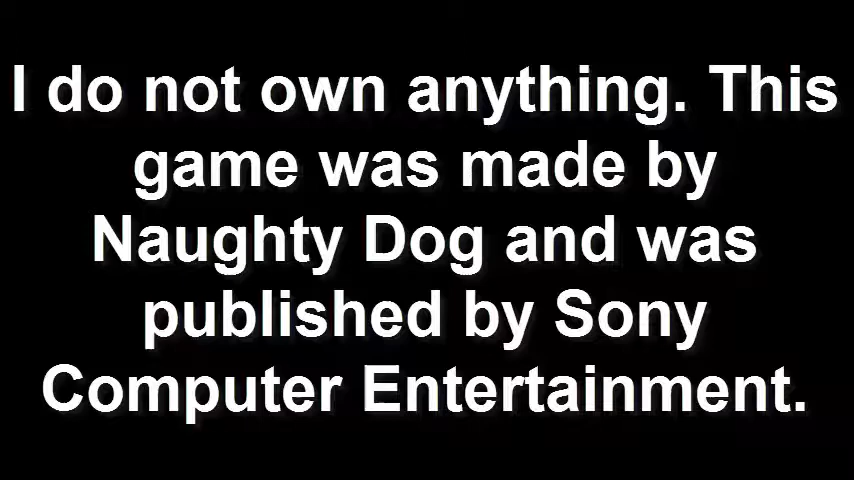 I do not own anything. This
game was made by
Naughty Dog and was
published by Sony
Computer Entertainment.